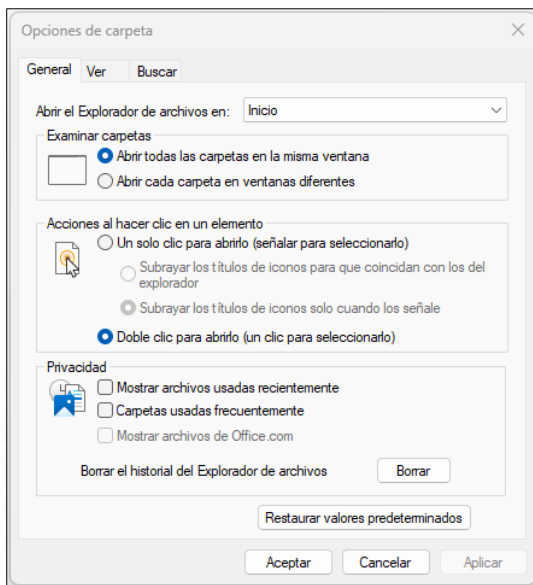 Opciones de carpeta
General Ver Buscar
Abrir el Explorador de archivos en: Inicio
Examinar carpetas
Abrir todas las carpetas en la misma ventana
Abrir cada carpeta en ventanas diferentes
Acciones al hacer clic en un elemento
Un solo clic para abrirlo (señalar para seleccionarlo)
Subrayar los títulos de iconos para que coincidan con los del
explorador
Subrayar los títulos de iconos solo cuando los señale
Doble clic para abrirlo (un clic para seleccionarlo)
Privacidad
Mostrar archivos usadas recientemente
Carpetas usadas frecuentemente
Mostrar archivos de Office.com
Borrar el historial del Explorador de archivos Borrar
Restaurar valores predeterminados
Aceptar Cancelar Aplicar